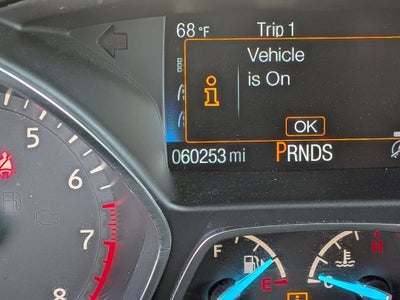 68 °F Trip 1
Vehicle
is On
OK
060253 mi PRNDS
5
6
7
8
F
E
H
C